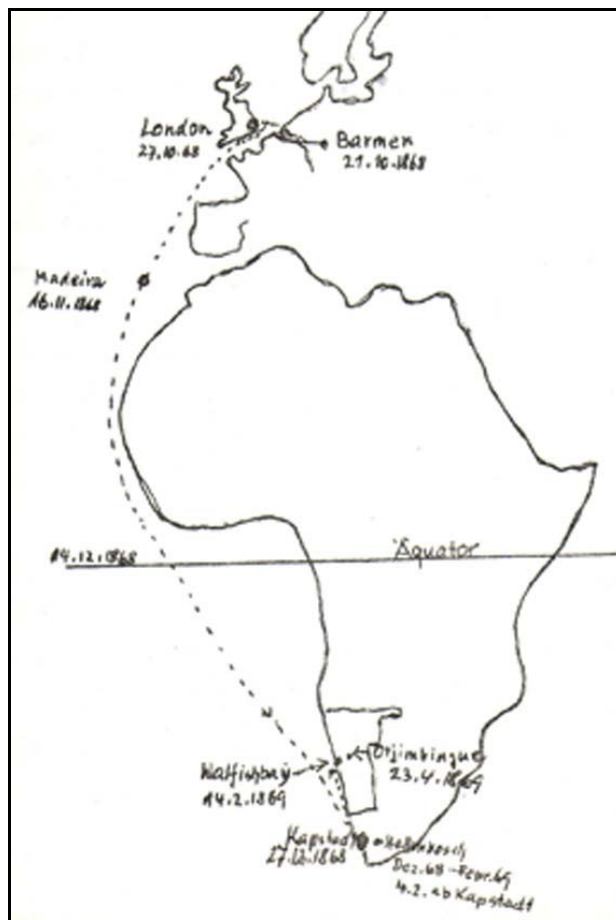 London
27.10.68
Barmen
21.10.1868
Madeira
16.11.1868
14.12.1868
Äquator
Walfishbay
14.2.1869
Otjimbingue
23.4.1869
Kapstadt
27.12.1868
Stellenbosch
Dez.68-Febr.69
4.2. ab Kapstadt